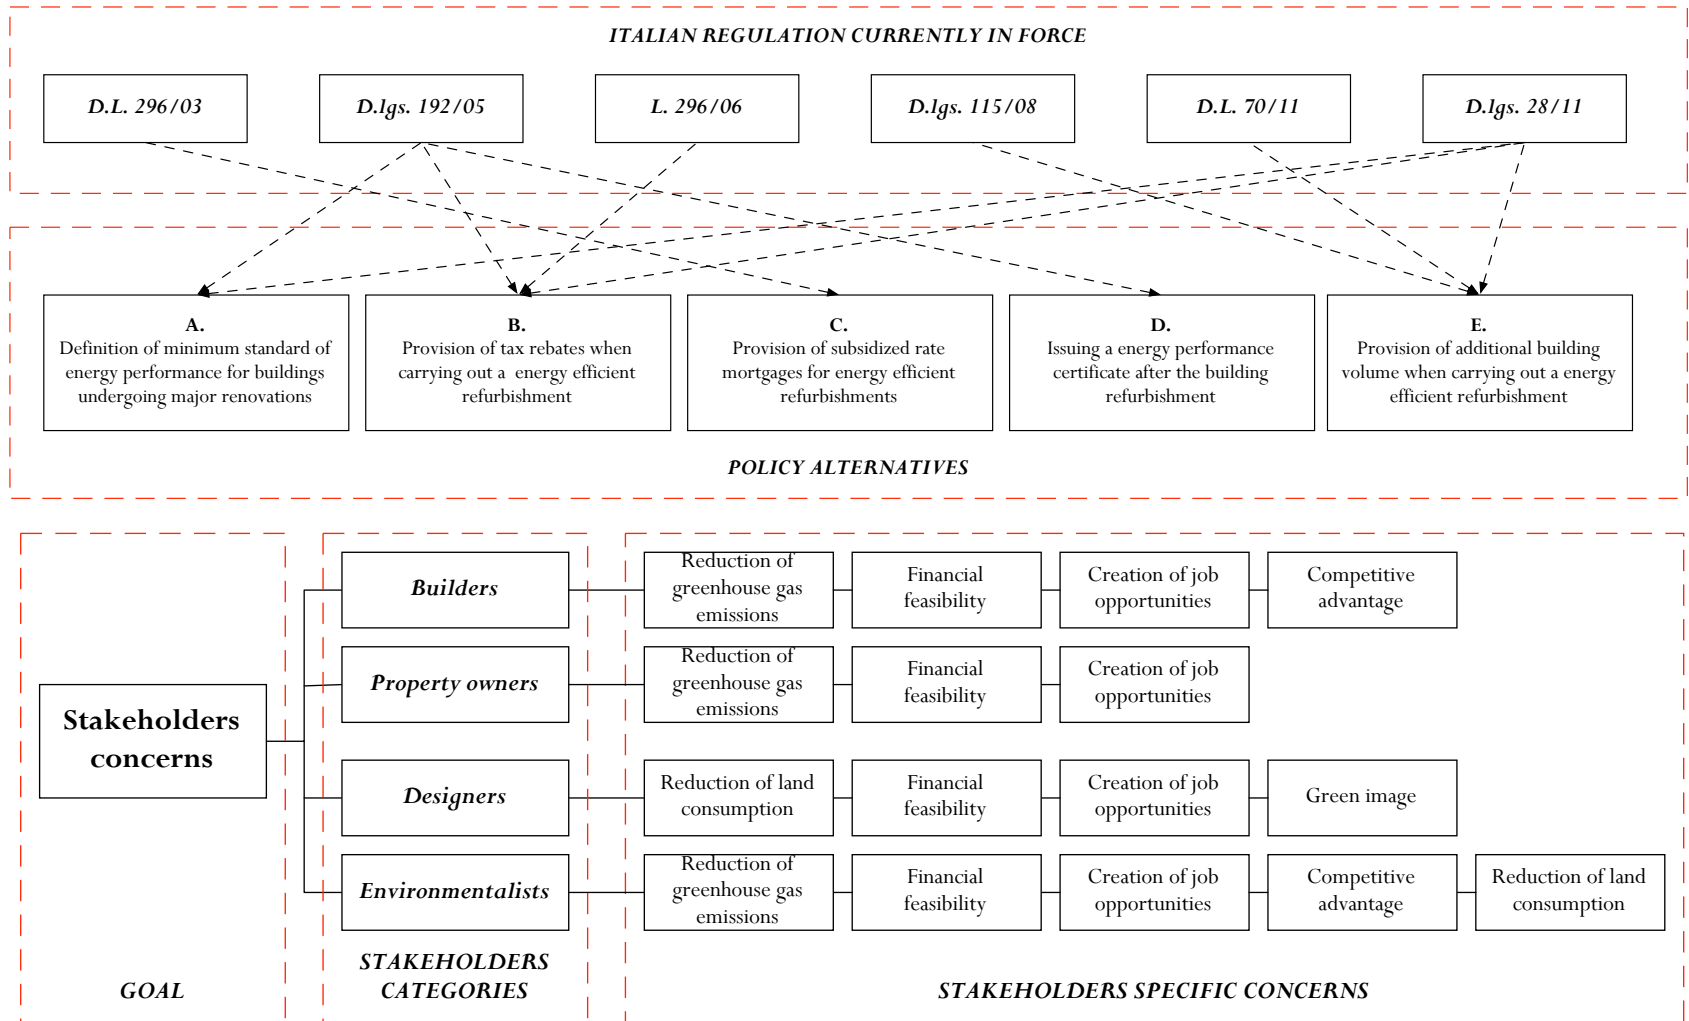 ITALIAN REGULATION CURRENTLY IN FORCE
D.L. 296/03
D.lgs. 192/05
L. 296/06
D.lgs. 115/08
D.L. 70/11
D.lgs. 28/11
A.
Definition of minimum standard of
energy performance for buildings
undergoing major renovations
B.
Provision of tax rebates when
carrying out a energy efficient
refurbishment
C.
Provision of subsidized rate
mortgages for energy efficient
refurbishments
D.
Issuing a energy performance
certificate after the building
refurbishment
E.
Provision of additional building
volume when carrying out a energy
efficient refurbishment
POLICY ALTERNATIVES
Stakeholders
concerns
GOAL
Builders
Reduction of
greenhouse gas
emissions
Financial
feasibility
Creation of job
opportunities
Competitive
advantage
Property owners
Reduction of
greenhouse gas
emissions
Financial
feasibility
Creation of job
opportunities
Designers
Reduction of land
consumption
Financial
feasibility
Creation of job
opportunities
Green image
Environmentalists
Reduction of
greenhouse gas
emissions
Financial
feasibility
Creation of job
opportunities
Competitive
advantage
Reduction of land
consumption
STAKEHOLDERS
CATEGORIES
STAKEHOLDERS SPECIFIC CONCERNS